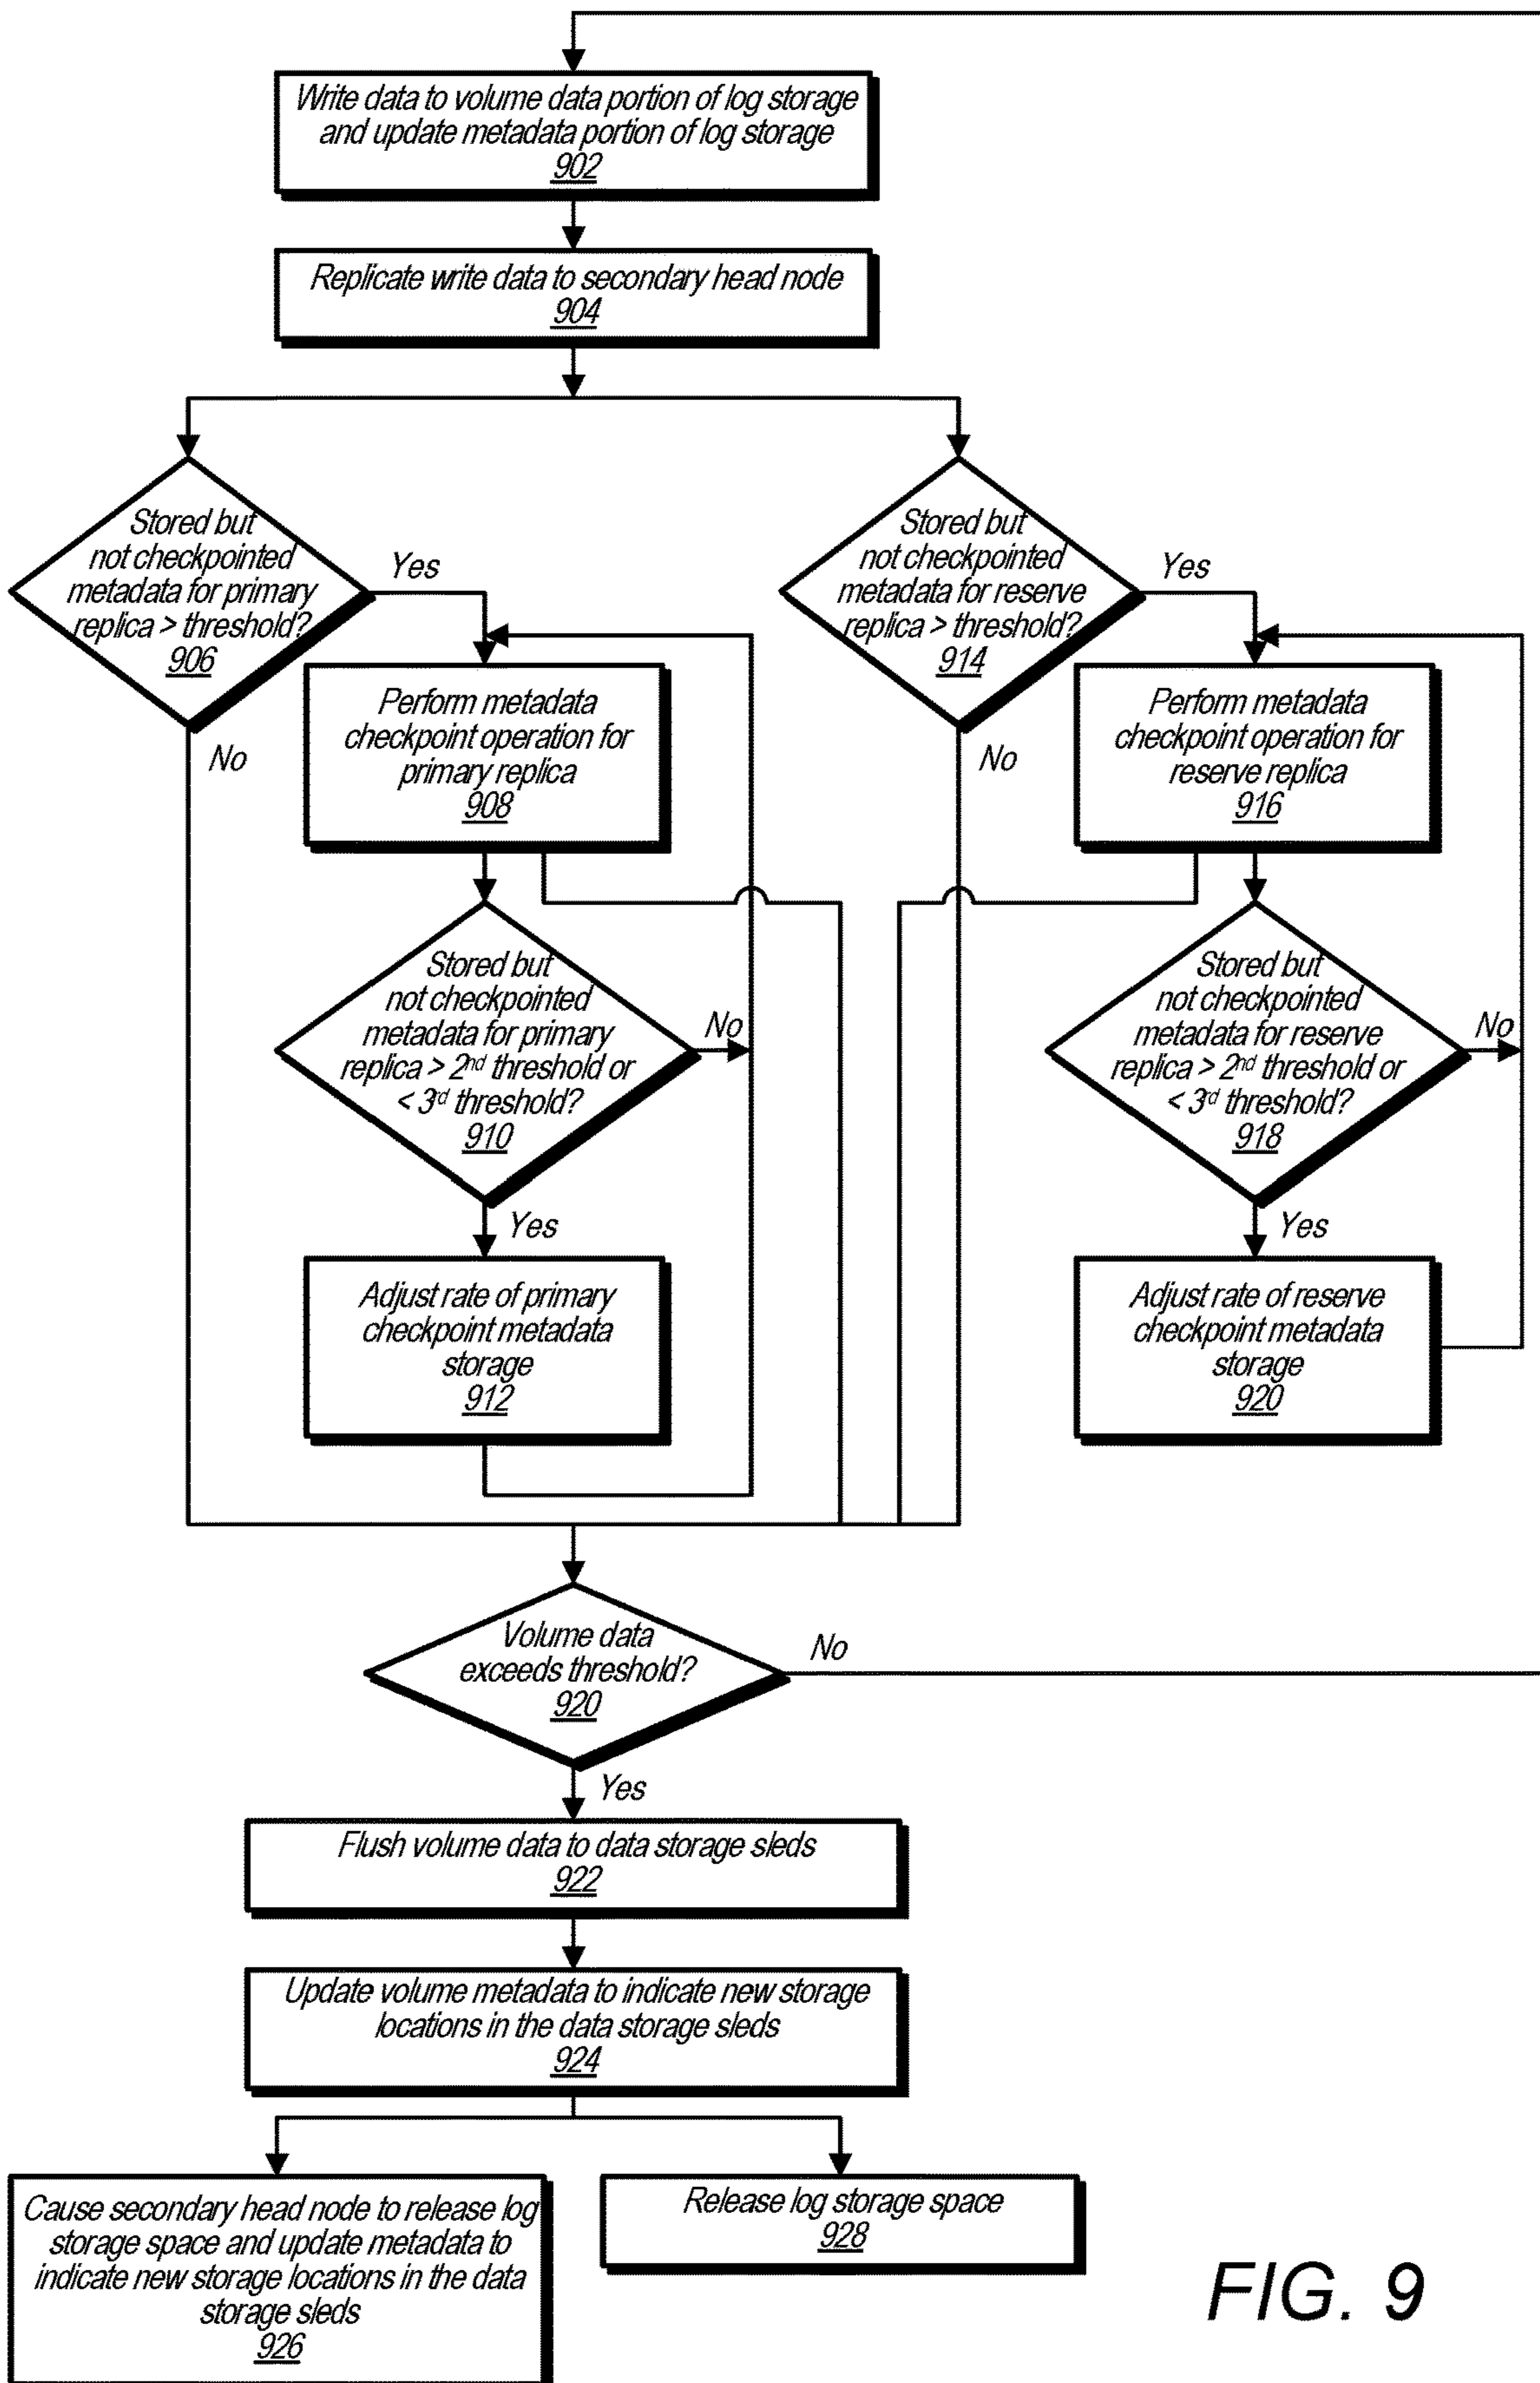 Write data to volume data portion of log storage
and update metadata portion of log storage
902
Replicate write data to secondary head node
904
Stored but
not checkpointed
metadata for primary
replica > threshold?
906
Yes
No
Stored but
not checkpointed
metadata for reserve
replica > threshold?
914
Yes
No
Perform metadata
checkpoint operation for
primary replica
908
Perform metadata
checkpoint operation for
reserve replica
916
Stored but
not checkpointed
metadata for primary
replica > 2nd threshold or
< 3rd threshold?
910
No
Yes
Stored but
not checkpointed
metadata for reserve
replica > 2nd threshold or
< 3rd threshold?
918
No
Yes
Adjust rate of primary
checkpoint metadata
storage
912
Adjust rate of reserve
checkpoint metadata
storage
920
Volume data
exceeds threshold?
920
No
Yes
Flush volume data to data storage sleds
922
Update volume metadata to indicate new storage
locations in the data storage sleds
924
Cause secondary head node to release log
storage space and update metadata to
indicate new storage locations in the data
storage sleds
926
Release log storage space
928
FIG. 9